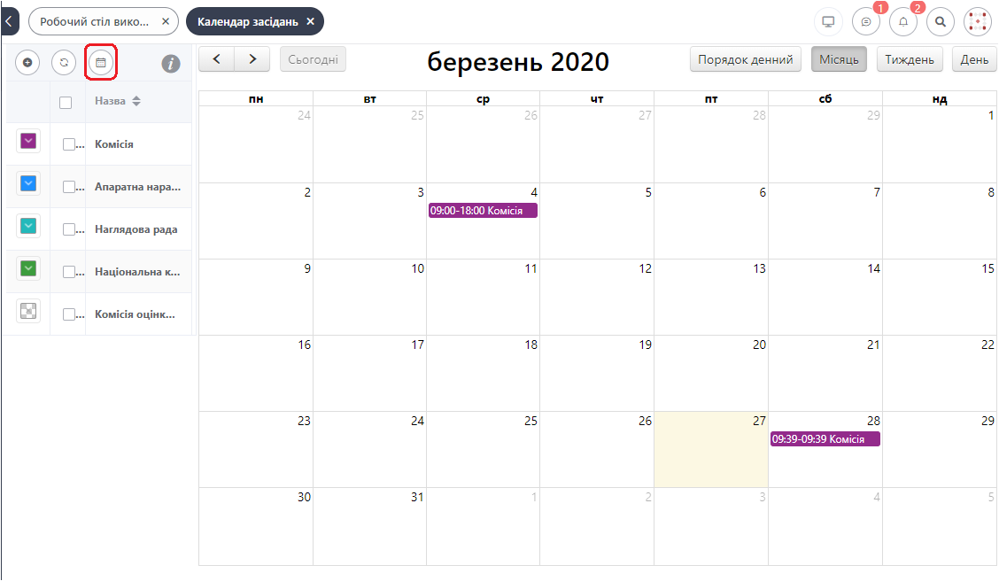 Робочий стіл вико... ×
Календар засідань ×
1
2
i
Сьогодні
березень 2020
Порядок денний
Місяць
Тиждень
День
Назва
...
Комісія
...
Апаратна нара...
...
Наглядова рада
...
Національна к...
...
Комісія оцінк...
пн вт ср чт пт сб нд
24 25 26 27 28 29 1
2 3 4 5 6 7 8
09:00-18:00 Комісія
9 10 11 12 13 14 15
16 17 18 19 20 21 22
23 24 25 26 27 28 29
09:39-09:39 Комісія
30 31 1 2 3 4 5